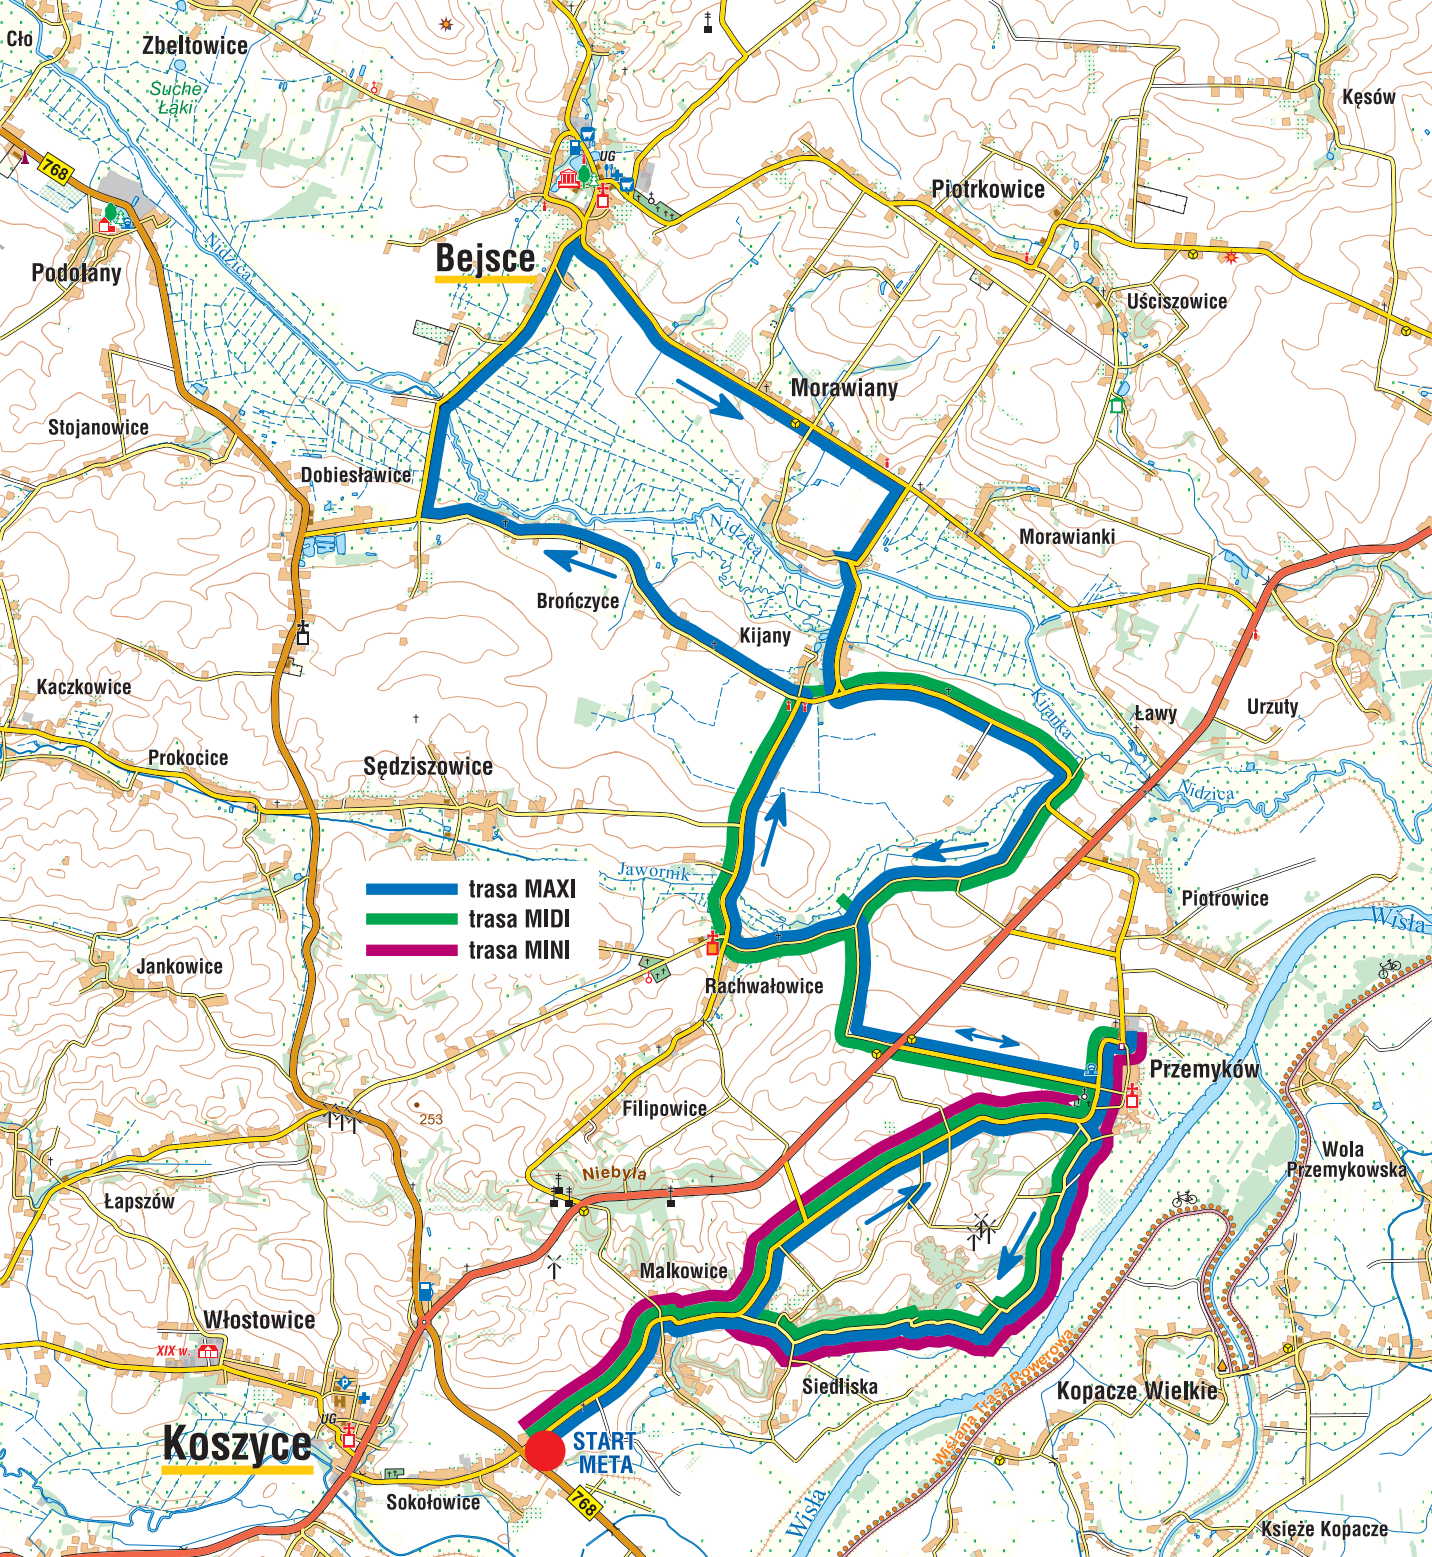 Cło
Zbeltowice
Suche
Łąki
Kęsów
768
UG
Piotrkowice
Podolany
Nidzica
Bejsce
Uściszowice
Morawiany
Stojanowice
Dobiesławice
Nidzica
Morawianki
Brończyce
Kijany
Kaczkowice
Kijanka
Ławy
Urzuty
Prokocice
Sędziszowice
Nidzica
Jawornik
trasa MAXI
trasa MIDI
trasa MINI
Piotrowice
Wisła
Jankowice
Rachwałowice
Przemyków
Filipowice
253
Niebyla
Wola
Przemykowska
Łapszów
Malkowice
Włostowice
XIX w.
Siedliska
Wiślana Trasa Rowerowa
Kopacze Wielkie
P
H
UG
Koszyce
START
META
Sokołowice
768
Wisła
Księże Kopacze